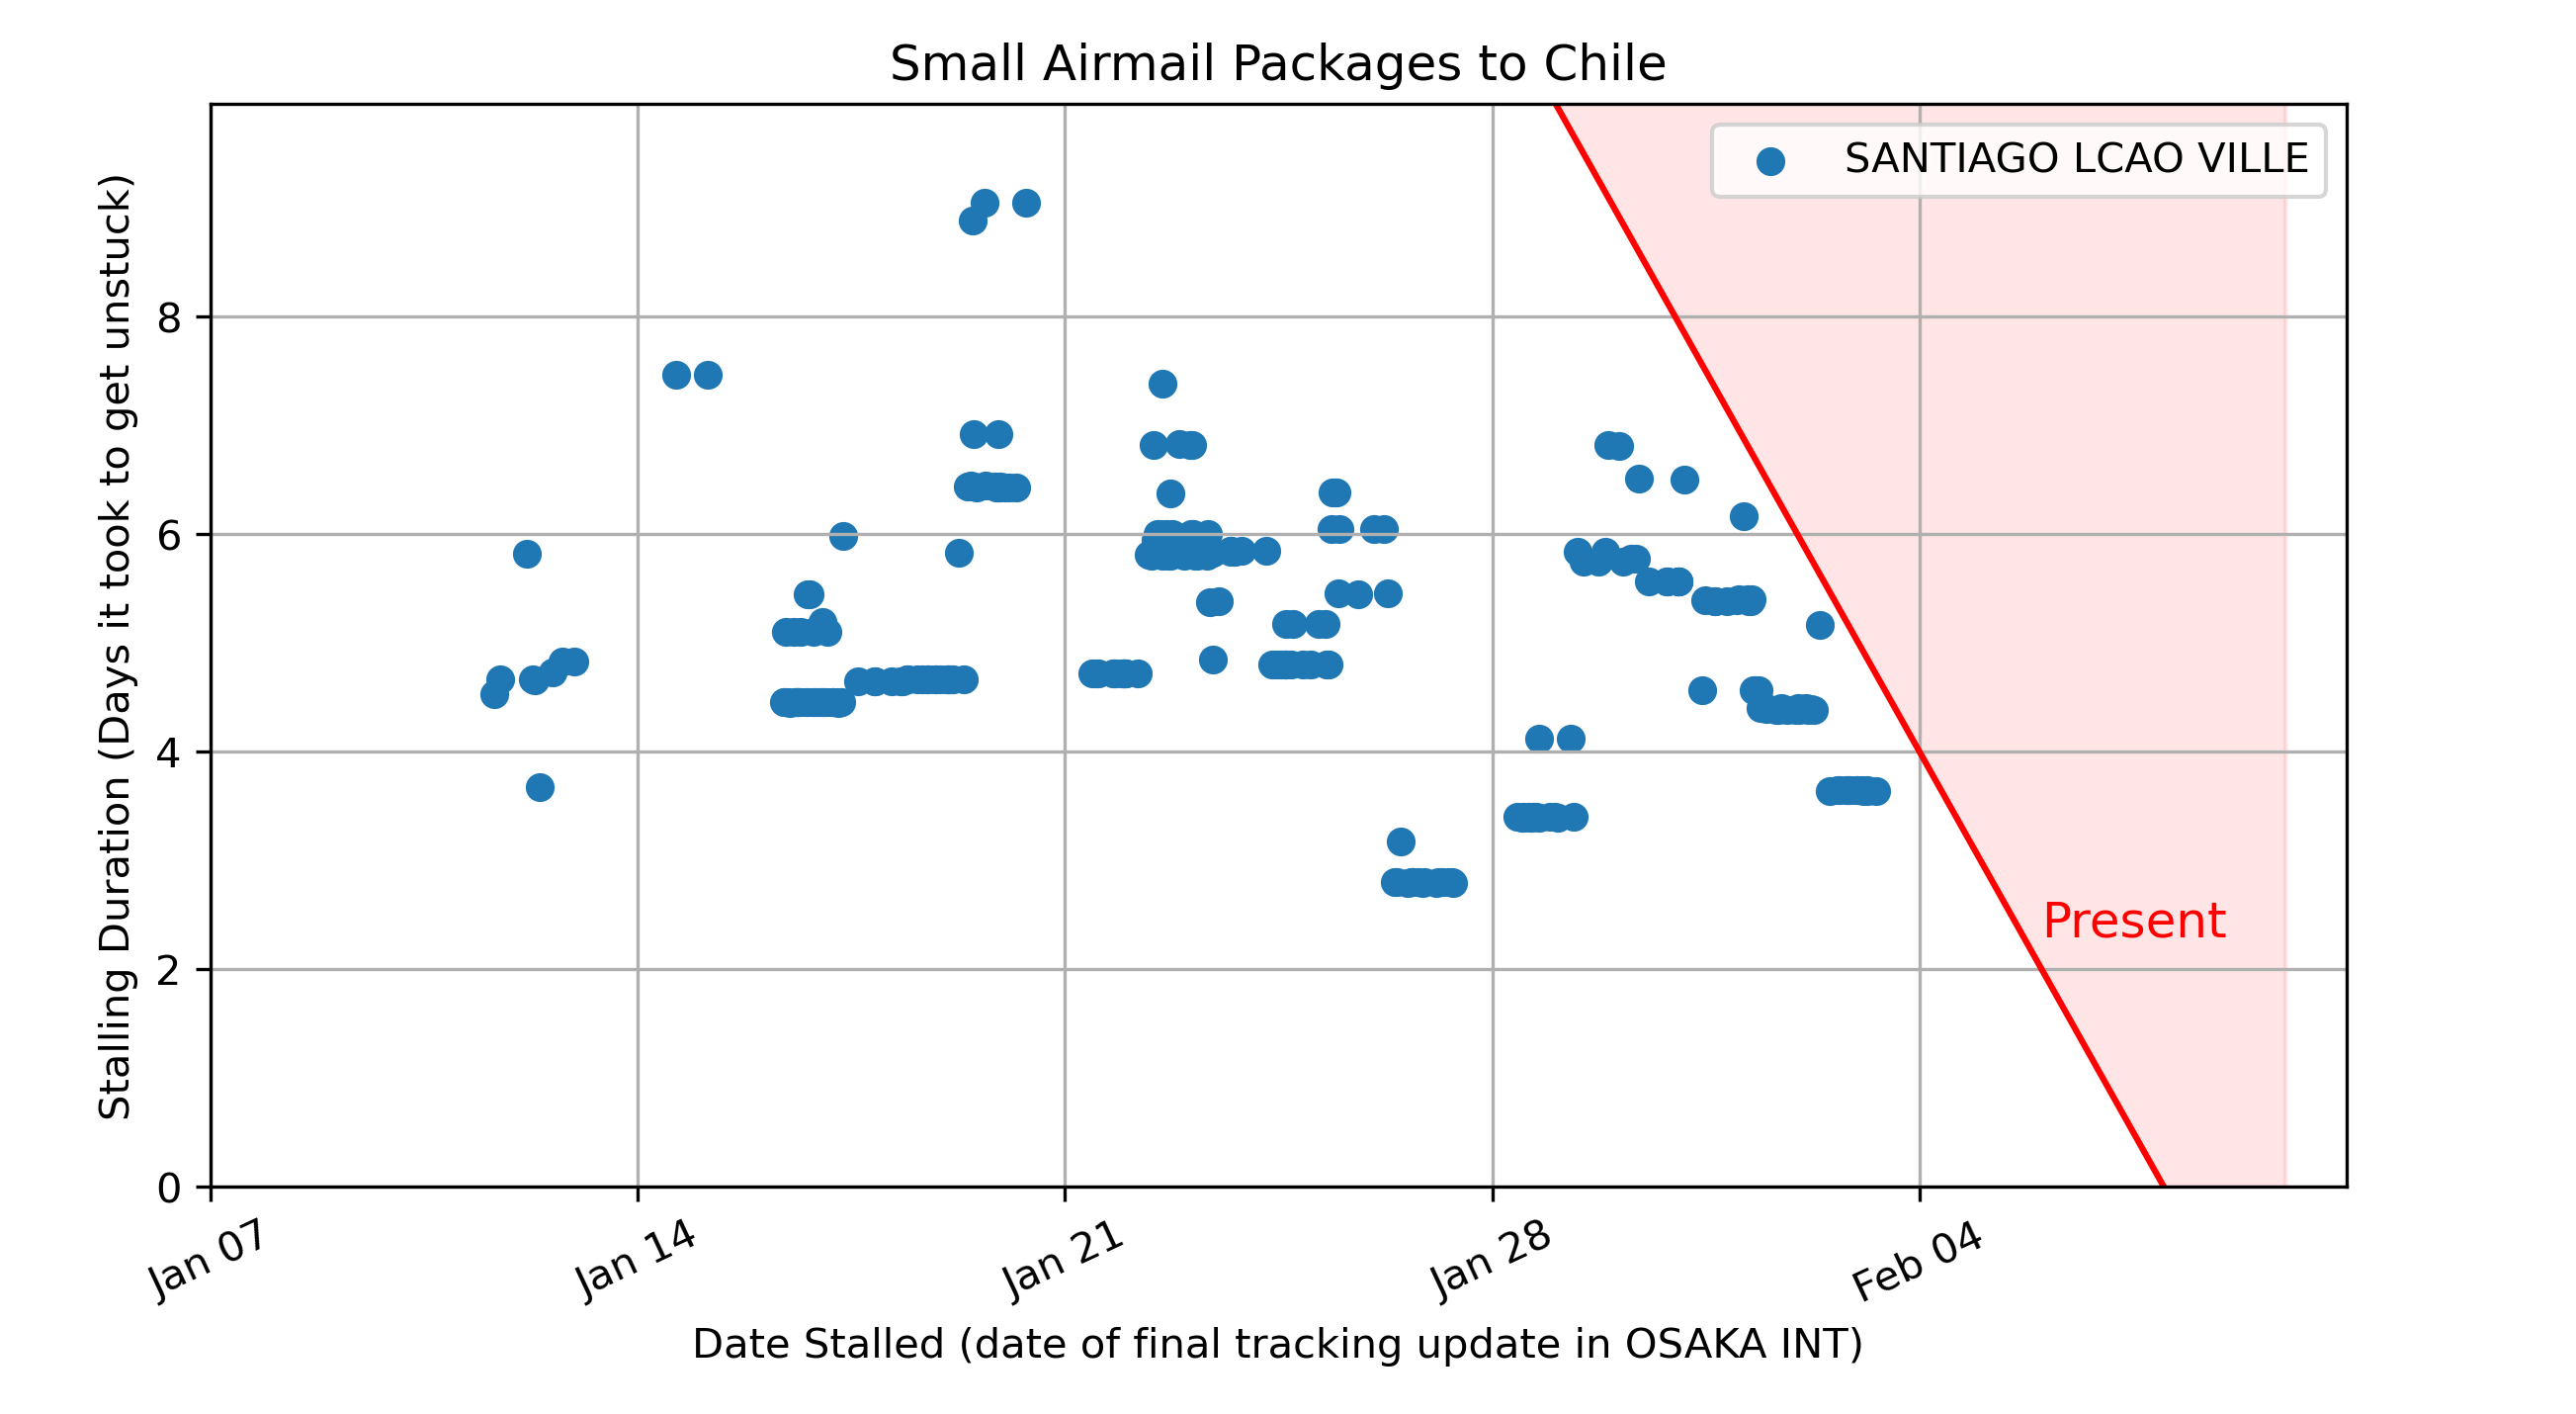 Small Airmail Packages to Chile
SANTIAGO LCAO VILLE
Stalling Duration (Days it took to get unstuck)
8
6
4
2
0
Present
Jan 07
Jan 14
Jan 21
Jan 28
Feb 04
Date Stalled (date of final tracking update in OSAKA INT)